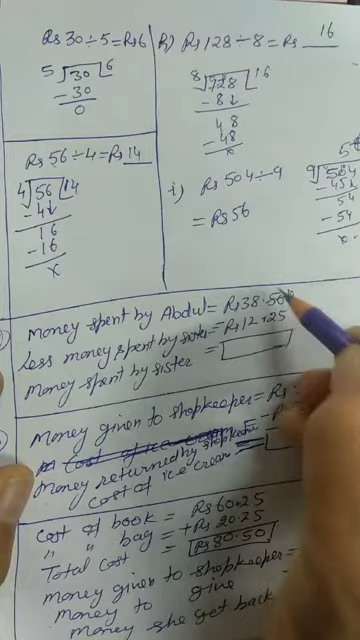 Rs 30 ÷ 5 = Rs 6
5 30 6
- 30
0
Rs 56 ÷ 4 = Rs 14
4 56 14
- 4↓
16
- 16
x
h) Rs 128 ÷ 8 = Rs 16
8 128 16
- 8↓
48
- 48
x
i) Rs 504 ÷ 9
= Rs 56
9 504
45↓
54
- 54
x
Money spent by Abdul = Rs 38.50
Less money spent by sister = Rs 12.25
Money spent by sister =
Money given to shopkeeper = Rs
Money returned by shopkeeper =
Cost of ice cream =
Cost of book = Rs 60.25
" " bag = + Rs 20.25
Total cost = Rs 80.50
Money given to shopkeeper =
Money to give
Money she get back